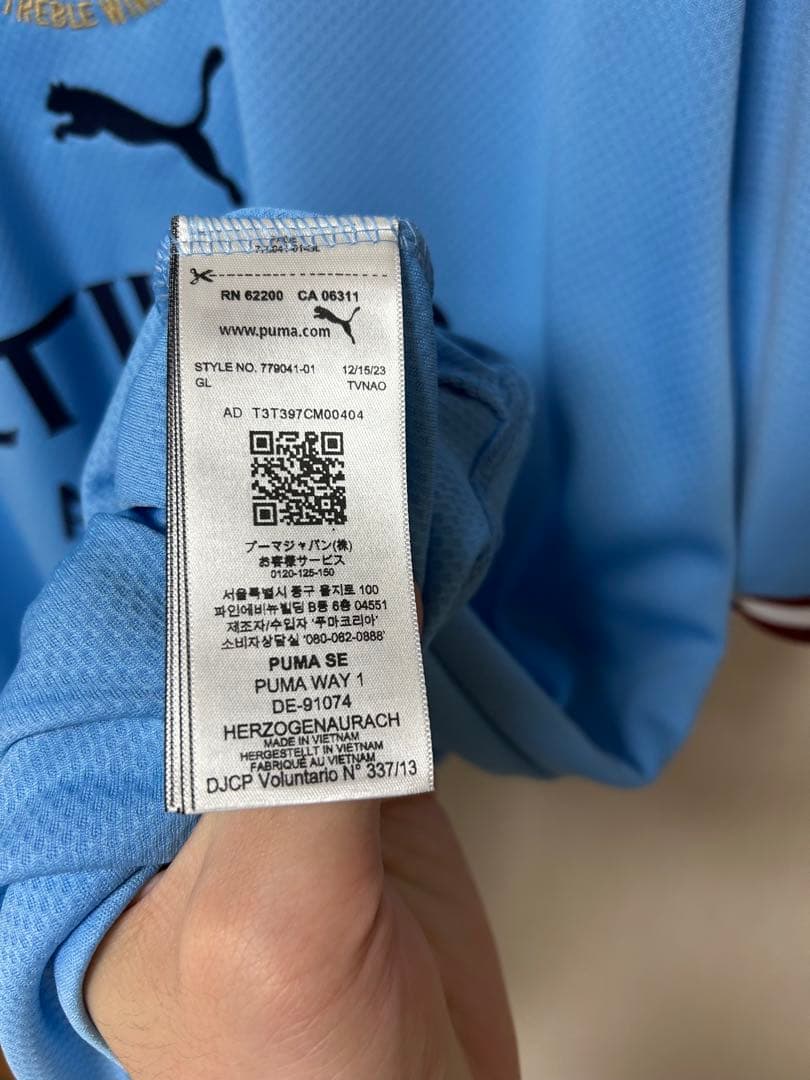 TREBLE WIN
RN 62200 CA 06311
www.puma.com
STYLE NO. 779041-01 12/15/23
GL TVNAO
AD T3T397CM00404
プーマジャパン(株)
お客様サービス
0120-125-150
서울특별시 중구 을지로 100
파인에비뉴빌딩 B동 6층 04551
제조자/수입자 '푸마코리아'
소비자상담실 '080-062-0888'
PUMA SE
PUMA WAY 1
DE-91074
HERZOGENAURACH
MADE IN VIETNAM
HERGESTELLT IN VIETNAM
FABRIQUÉ AU VIETNAM
DJCP Voluntario N° 337/13